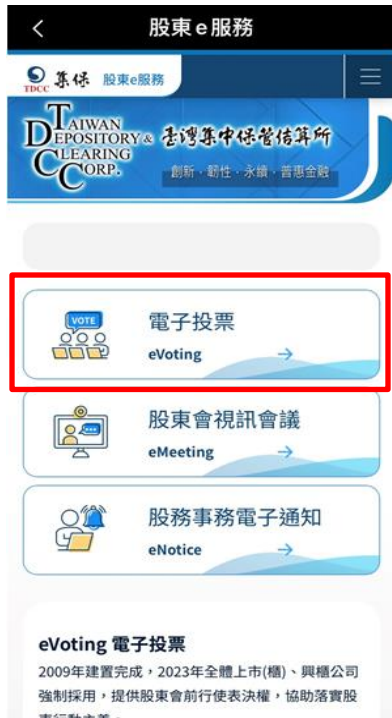 股東e服務
TDCC 集保 股東e服務
TAIWAN
DEPOSITORY &
CLEARING
CORP.
臺灣集中保管結算所
創新・韌性・永續・普惠金融
VOTE
電子投票
eVoting
股東會視訊會議
eMeeting
股務事務電子通知
eNotice
eVoting 電子投票
2009年建置完成，2023年全體上市(櫃)、興櫃公司
強制採用，提供股東會前行使表決權，協助落實股